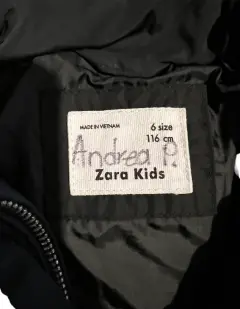 MADE IN VIETNAM 6 size
116 cm
Andrea P.
Zara Kids